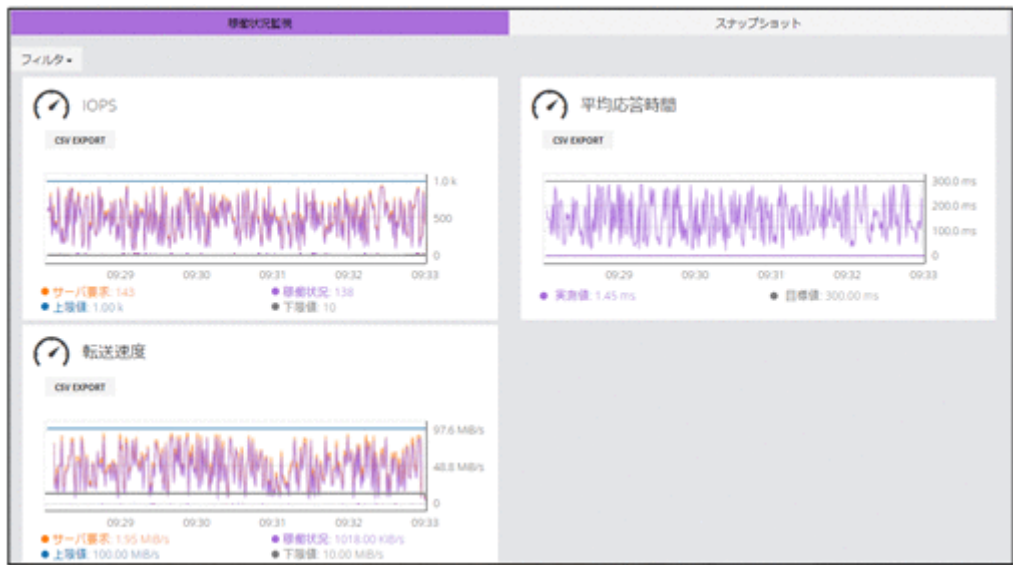 稼働状況監視
スナップショット
フィルタ
IOPS
CSV EXPORT
1.0 k
500
0
09:29 09:30 09:31 09:32 09:33
サーバ要求: 143
稼働状況: 138
上限値: 1.00 k
下限値: 10
平均応答時間
CSV EXPORT
300.0 ms
200.0 ms
100.0 ms
0
09:29 09:30 09:31 09:32 09:33
実測値: 1.45 ms
目標値: 300.00 ms
転送速度
CSV EXPORT
97.6 MiB/s
48.8 MiB/s
0
09:29 09:30 09:31 09:32 09:33
サーバ要求: 1.95 MiB/s
稼働状況: 1018.00 KiB/s
上限値: 100.00 MiB/s
下限値: 10.00 MiB/s